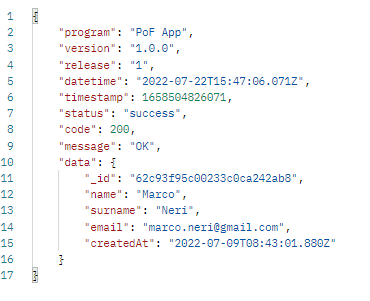 1 {
2 "program": "PoF App",
3 "version": "1.0.0",
4 "release": "1",
5 "datetime": "2022-07-22T15:47:06.071Z",
6 "timestamp": 1658504826071,
7 "status": "success",
8 "code": 200,
9 "message": "OK",
10 "data": {
11 "_id": "62c93f95c00233c0ca242ab8",
12 "name": "Marco",
13 "surname": "Neri",
14 "email": "marco.neri@gmail.com",
15 "createdAt": "2022-07-09T08:43:01.880Z"
16 }
17 }